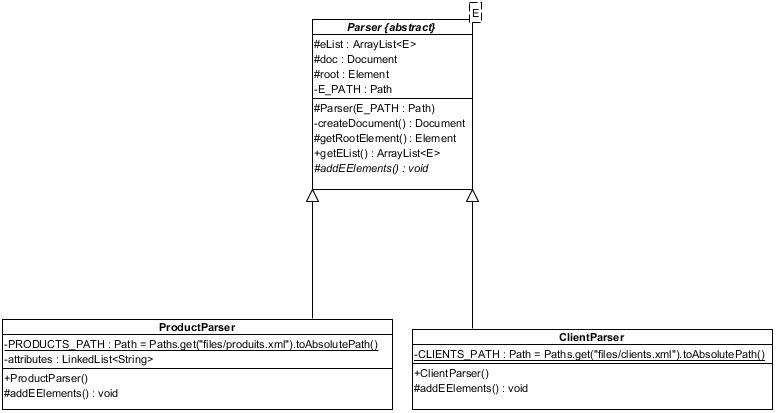 E
Parser {abstract}
#eList : ArrayList<E>
#doc : Document
#root : Element
-E_PATH : Path
#Parser(E_PATH : Path)
-createDocument() : Document
#getRootElement() : Element
+getEList() : ArrayList<E>
#addEElements() : void
ProductParser
-PRODUCTS_PATH : Path = Paths.get("files/produits.xml").toAbsolutePath()
-attributes : LinkedList<String>
+ProductParser()
#addEElements() : void
ClientParser
-CLIENTS_PATH : Path = Paths.get("files/clients.xml").toAbsolutePath()
+ClientParser()
#addEElements() : void